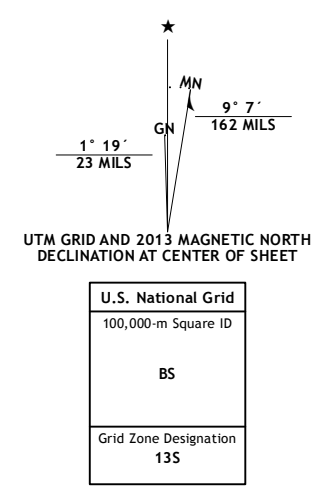 MN
9° 7´
162 MILS
GN
1° 19´
23 MILS
UTM GRID AND 2013 MAGNETIC NORTH
DECLINATION AT CENTER OF SHEET
U.S. National Grid
100,000-m Square ID
BS
Grid Zone Designation
13S